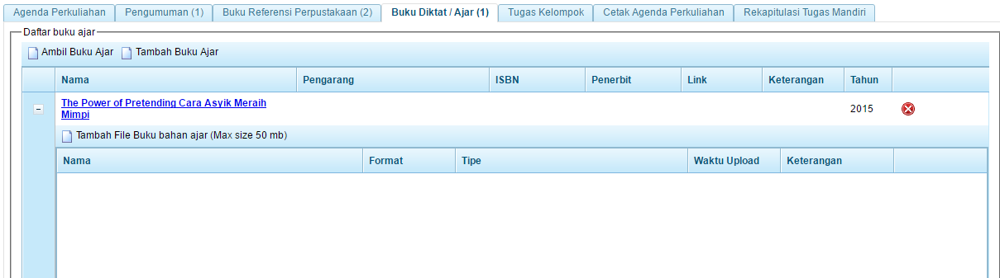 Agenda Perkuliahan Pengumuman (1) Buku Referensi Perpustakaan (2) Buku Diktat / Ajar (1) Tugas Kelompok Cetak Agenda Perkuliahan Rekapitulasi Tugas Mandiri
Daftar buku ajar
Ambil Buku Ajar Tambah Buku Ajar
Nama Pengarang ISBN Penerbit Link Keterangan Tahun
The Power of Pretending Cara Asyik Meraih
Mimpi
2015
Tambah File Buku bahan ajar (Max size 50 mb)
Nama Format Tipe Waktu Upload Keterangan